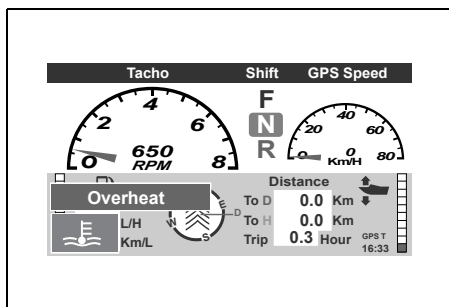 Tacho Shift GPS Speed
0 2 4 6 8
650
RPM
F
N
R
0 20 40 60 80
0
Km/H
Overheat
L/H
Km/L
N E S W
D
Distance
To D 0.0 Km
To H 0.0 Km
Trip 0.3 Hour
GPS T
16:33